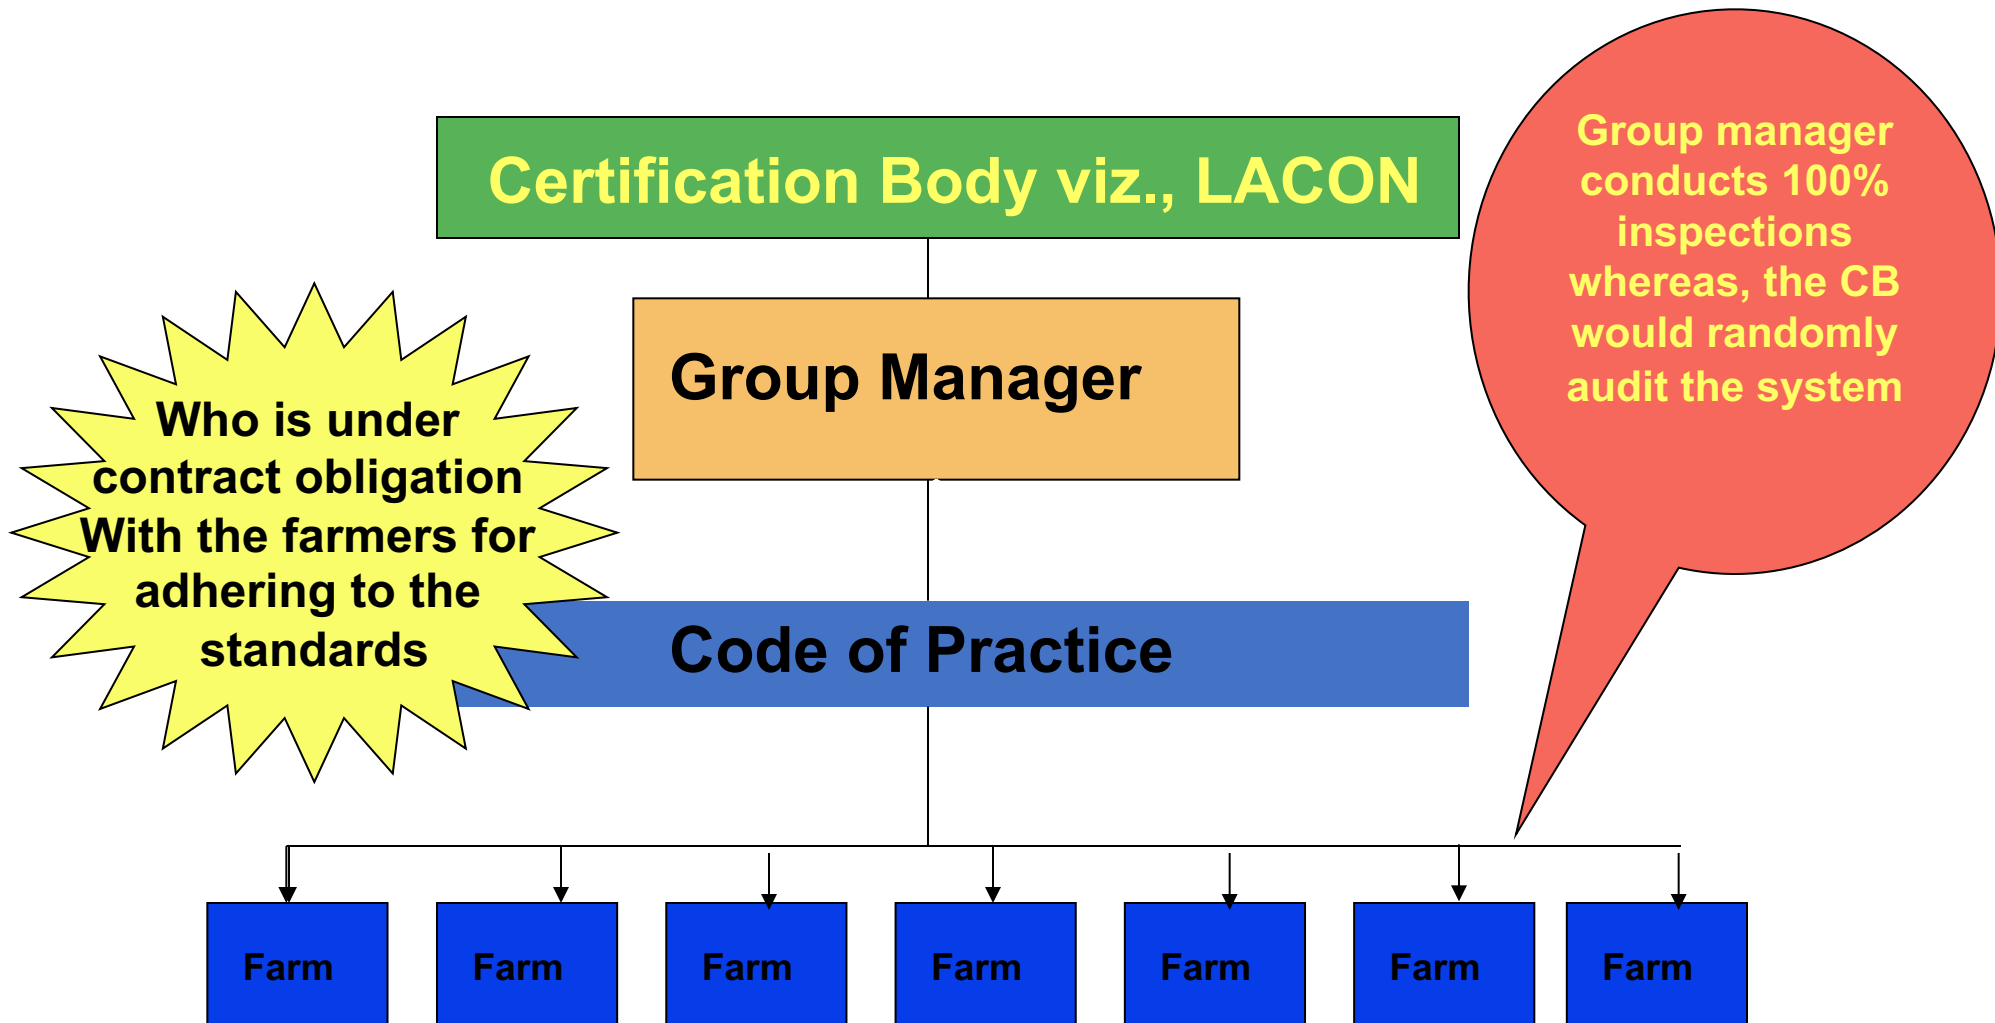 Certification Body viz., LACON
Group manager
conducts 100%
inspections
whereas, the CB
would randomly
audit the system
Group Manager
Who is under
contract obligation
With the farmers for
adhering to the
standards
Code of Practice
Farm
Farm
Farm
Farm
Farm
Farm
Farm